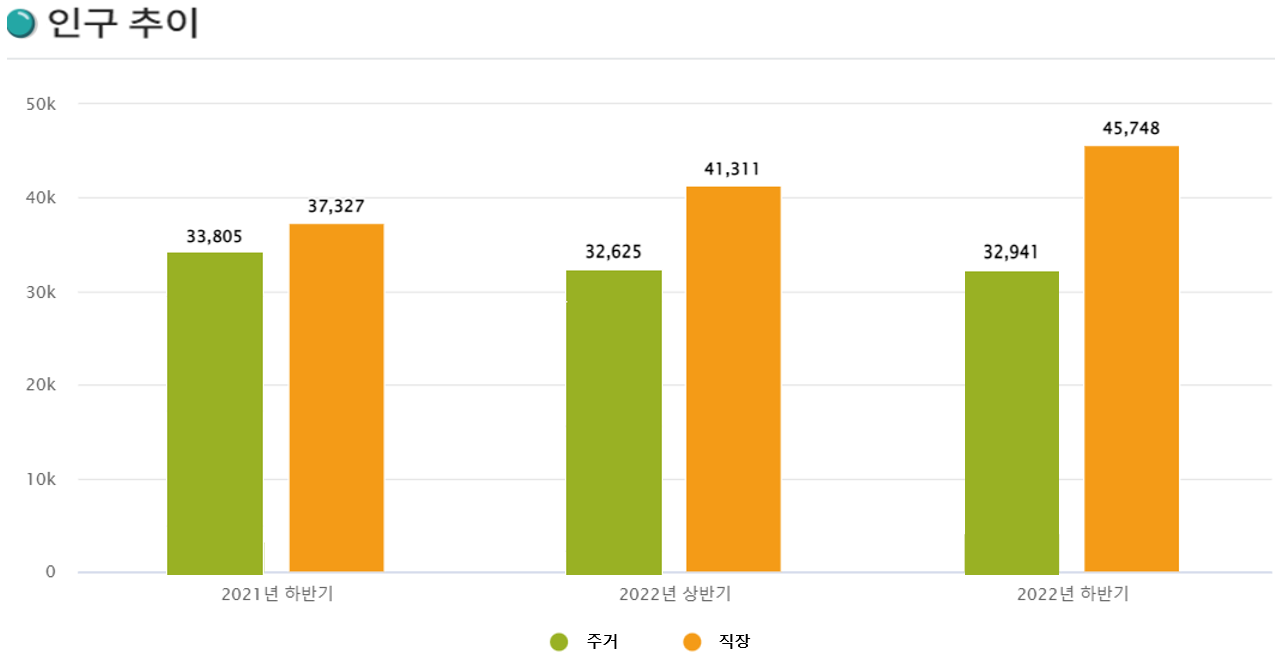 인구 추이
50k
45,748
41,311
40k
37,327
33,805
32,625
32,941
30k
20k
10k
0
2021년 하반기
2022년 상반기
2022년 하반기
주거
직장